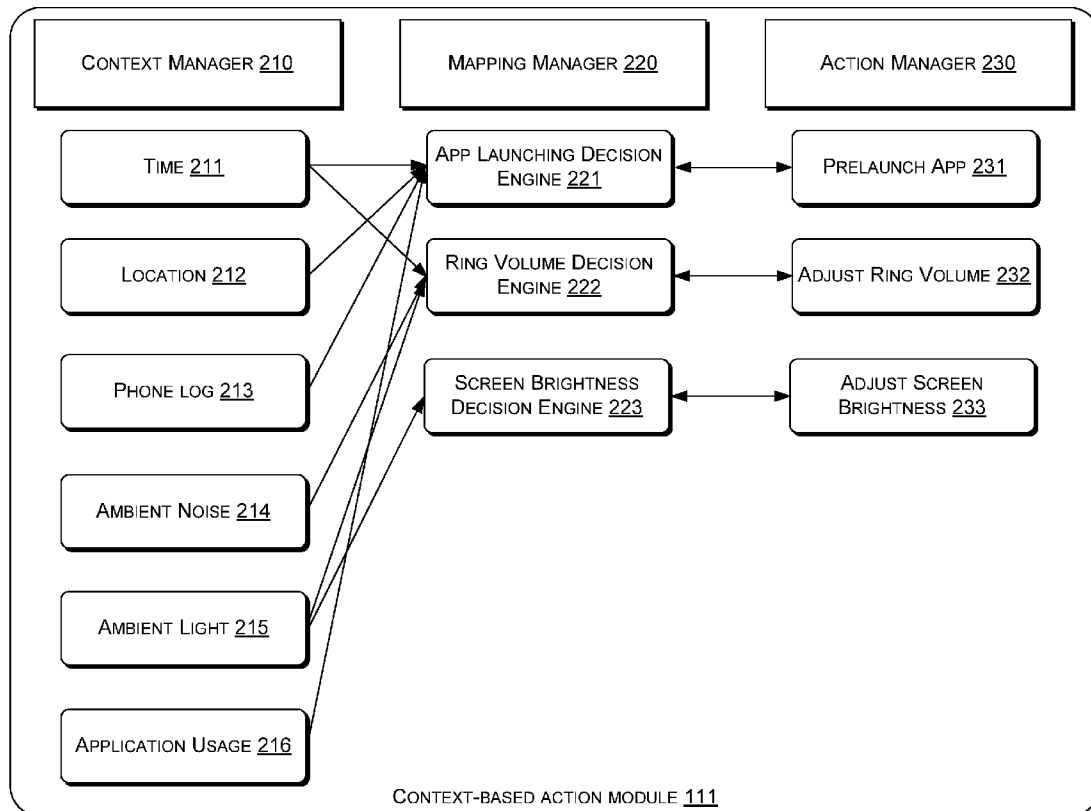 CONTEXT MANAGER 210
MAPPING MANAGER 220
ACTION MANAGER 230
TIME 211
APP LAUNCHING DECISION
ENGINE 221
PRELAUNCH APP 231
LOCATION 212
RING VOLUME DECISION
ENGINE 222
ADJUST RING VOLUME 232
PHONE LOG 213
SCREEN BRIGHTNESS
DECISION ENGINE 223
ADJUST SCREEN
BRIGHTNESS 233
AMBIENT NOISE 214
AMBIENT LIGHT 215
APPLICATION USAGE 216
CONTEXT-BASED ACTION MODULE 111